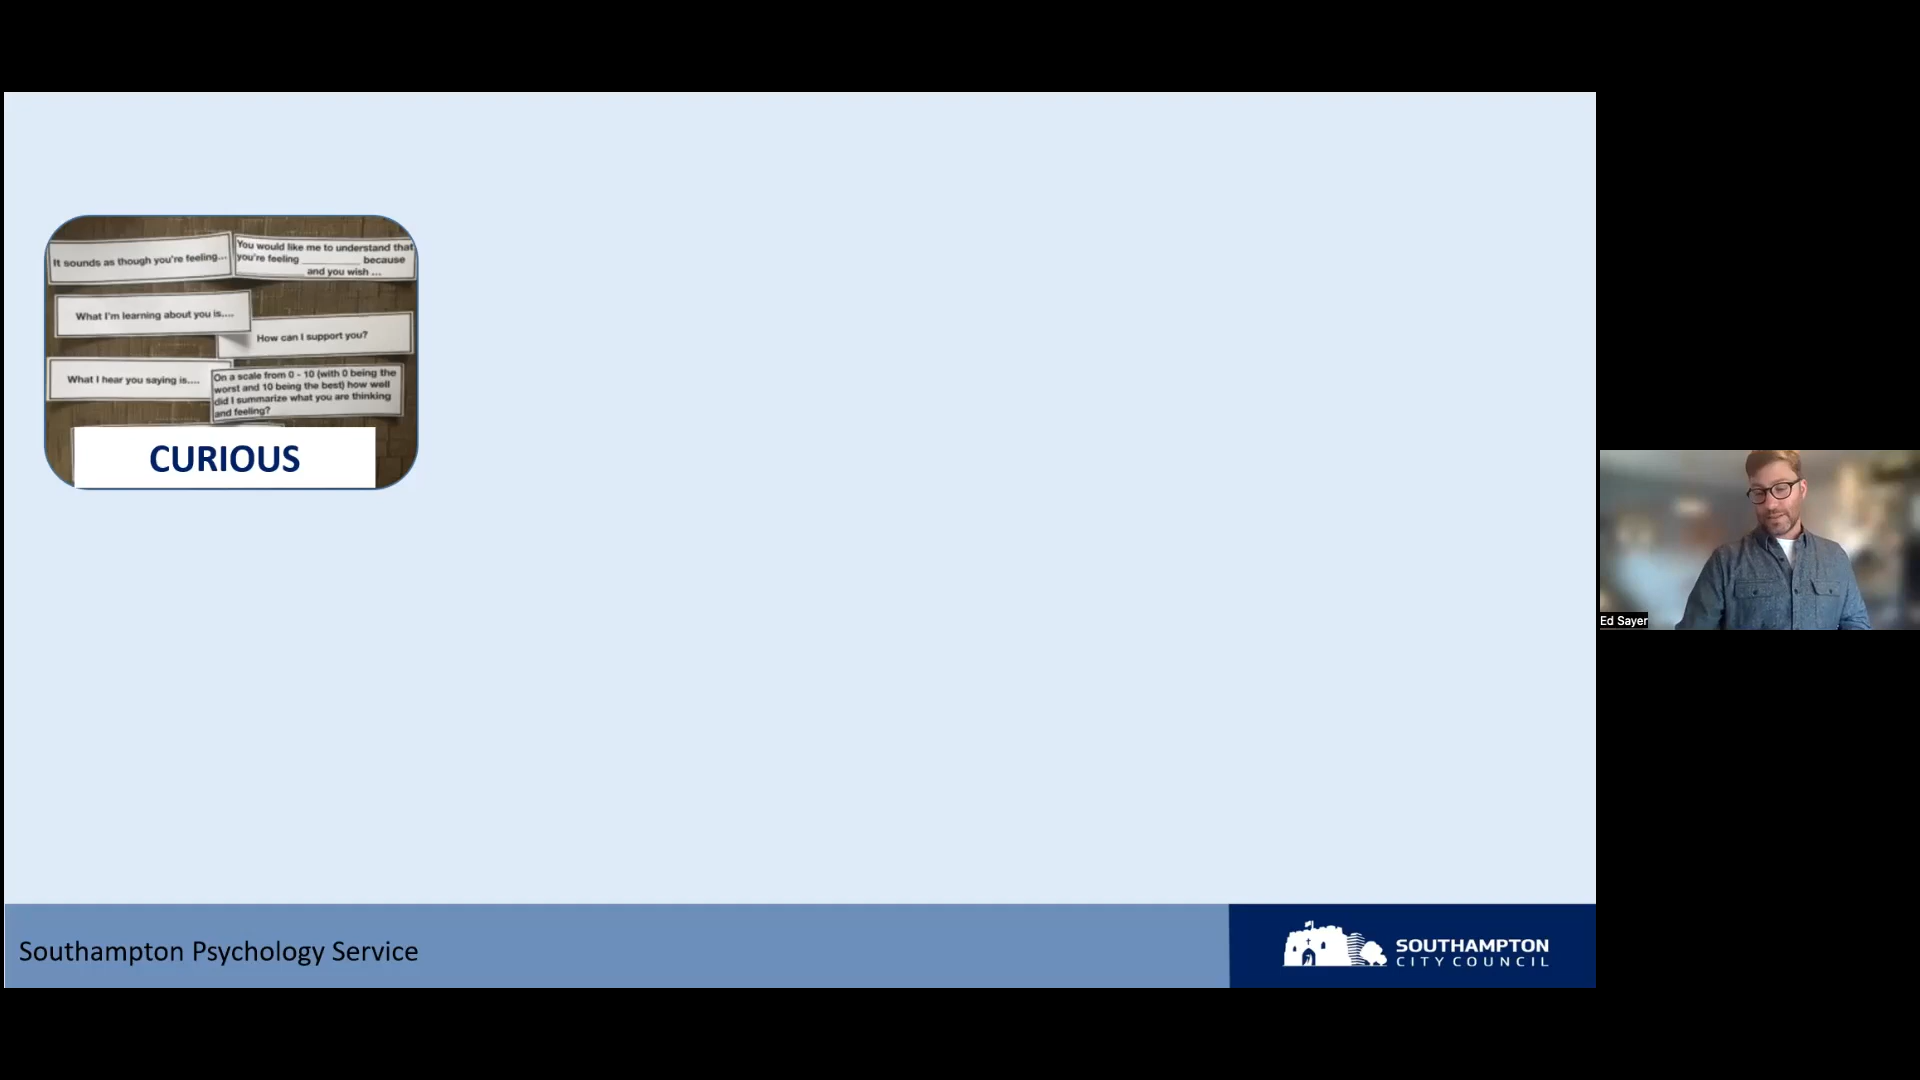 It sounds as though you're feeling...
You would like me to understand that
you're feeling __________ because
__________ and you wish ...
What I'm learning about you is....
How can I support you?
What I hear you saying is....
On a scale from 0 - 10 (with 0 being the
worst and 10 being the best) how well
did I summarize what you are thinking
and feeling?
CURIOUS
Ed Sayer
Southampton Psychology Service
SOUTHAMPTON
CITY COUNCIL